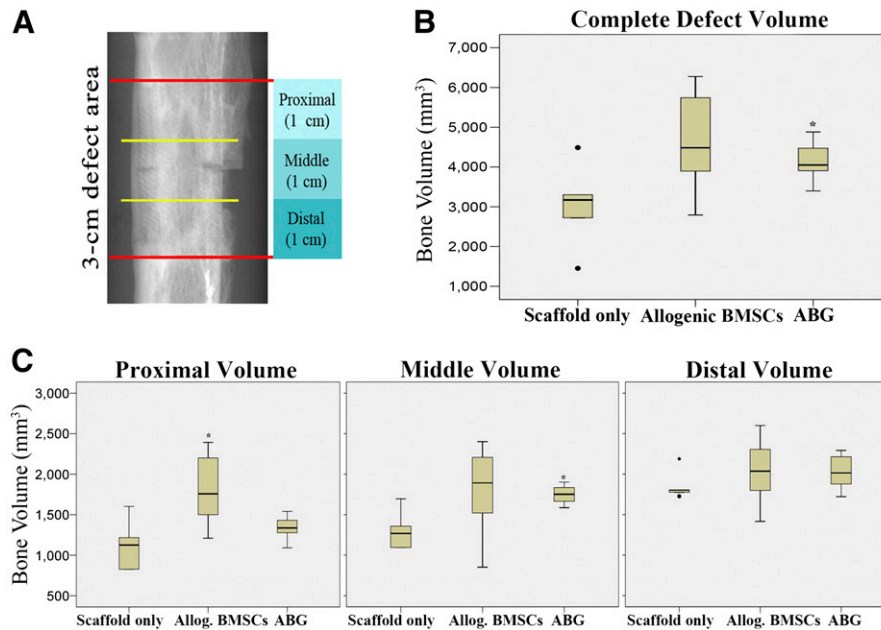 A
3-cm defect area
Proximal
(1 cm)
Middle
(1 cm)
Distal
(1 cm)
B
Complete Defect Volume
Bone Volume (mm³)
7,000
6,000
5,000
4,000
3,000
2,000
1,000
*
Scaffold only Allogenic BMSCs ABG
C
Proximal Volume Middle Volume Distal Volume
Bone Volume (mm³)
3,000
2,500
2,000
1,500
1,000
500
*
*
Scaffold only Allog. BMSCs ABG
Scaffold only Allog. BMSCs ABG
Scaffold only Allog. BMSCs ABG